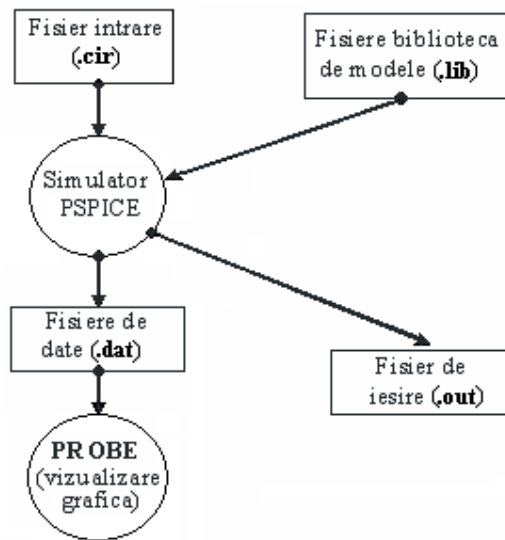 Fisier intrare
(.cir)
Fisiere biblioteca
de modele (.lib)
Simulator
PSPICE
Fisiere de
date (.dat)
Fisier de
iesire (.out)
PROBE
(vizualizare
grafica)